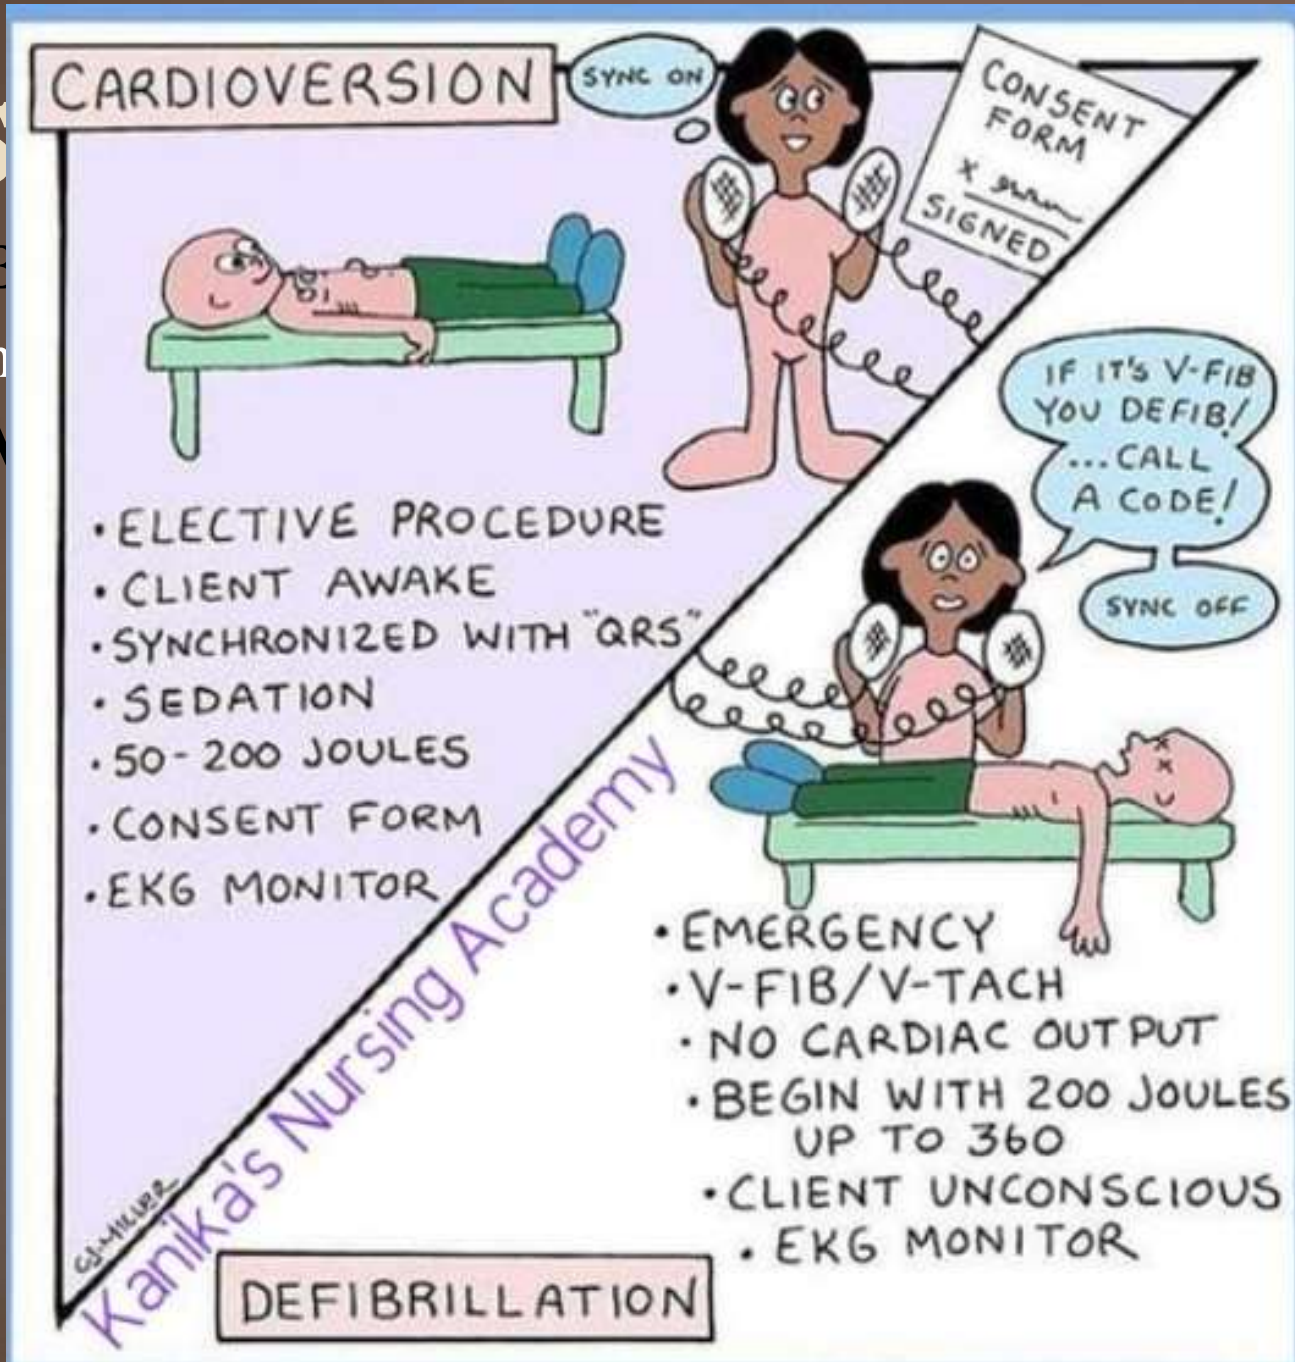 CARDIOVERSION
SYNC ON
CONSENT
FORM
x
SIGNED
• ELECTIVE PROCEDURE
• CLIENT AWAKE
• SYNCHRONIZED WITH "QRS"
• SEDATION
• 50-200 JOULES
• CONSENT FORM
• EKG MONITOR
IF IT'S V-FIB
YOU DEFIB!
...CALL
A CODE!
SYNC OFF
• EMERGENCY
• V-FIB/V-TACH
• NO CARDIAC OUTPUT
• BEGIN WITH 200 JOULES
UP TO 360
• CLIENT UNCONSCIOUS
• EKG MONITOR
DEFIBRILLATION
Kanika's Nursing Academy